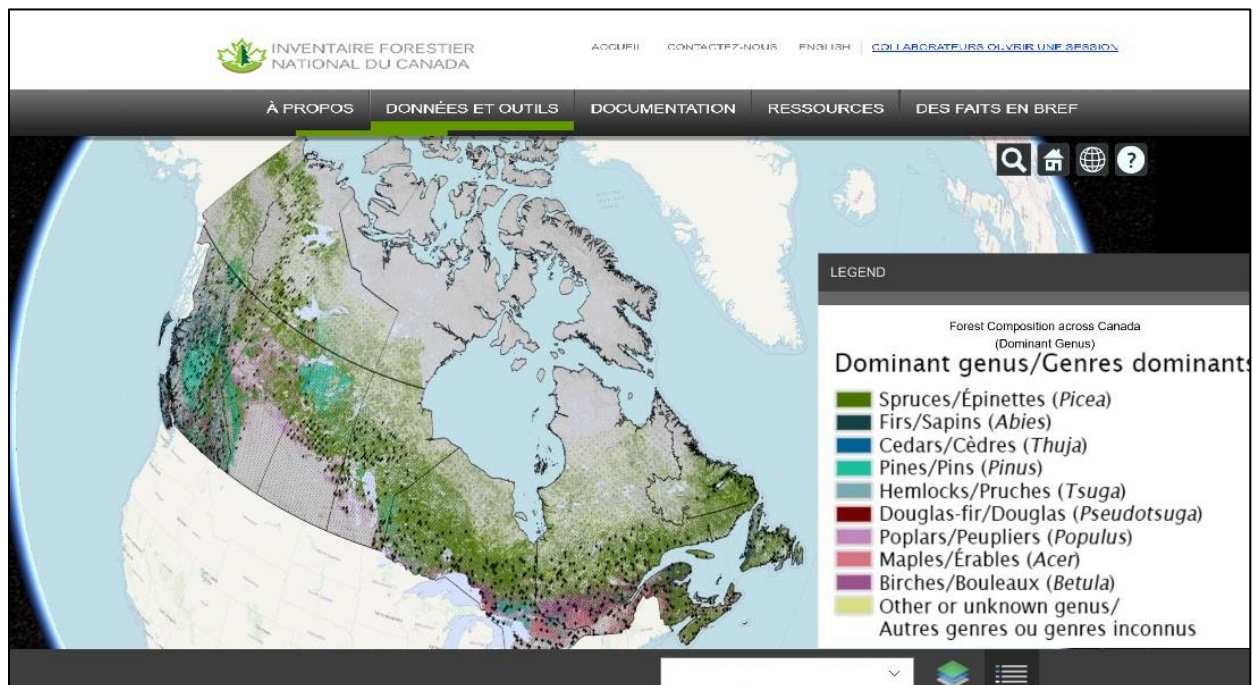 INVENTAIRE FORESTIER
NATIONAL DU CANADA
ACCUEIL CONTACTEZ-NOUS ENGLISH COLLABORATEURS OUVRIR UNE SESSION
À PROPOS DONNÉES ET OUTILS DOCUMENTATION RESSOURCES DES FAITS EN BREF
LEGEND
Forest Composition across Canada
(Dominant Genus)
Dominant genus/Genres dominants
Spruces/Épinettes (Picea)
Firs/Sapins (Abies)
Cedars/Cèdres (Thuja)
Pines/Pins (Pinus)
Hemlocks/Pruches (Tsuga)
Douglas-fir/Douglas (Pseudotsuga)
Poplars/Peupliers (Populus)
Maples/Érables (Acer)
Birches/Bouleaux (Betula)
Other or unknown genus/
Autres genres ou genres inconnus